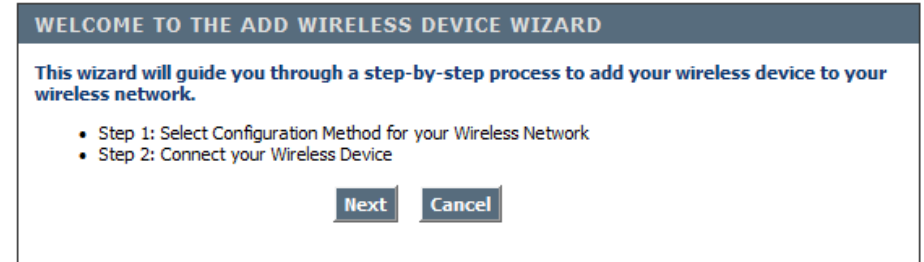 WELCOME TO THE ADD WIRELESS DEVICE WIZARD
This wizard will guide you through a step-by-step process to add your wireless device to your
wireless network.
• Step 1: Select Configuration Method for your Wireless Network
• Step 2: Connect your Wireless Device
Next Cancel